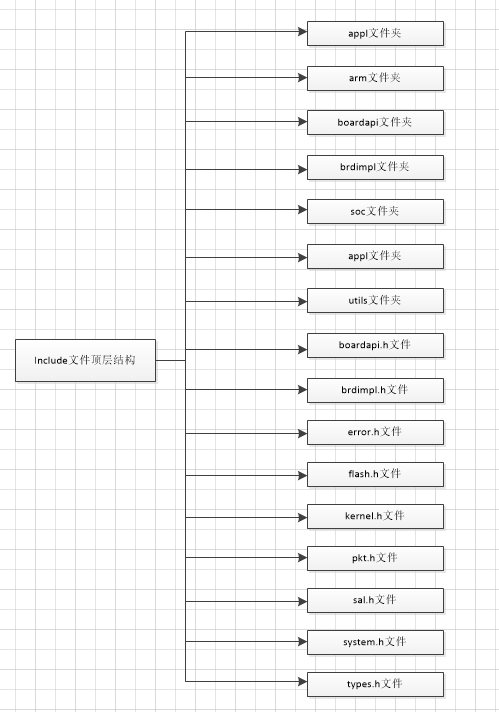 appl文件夹
arm文件夹
boardapi文件夹
brdimpl文件夹
soc文件夹
appl文件夹
utils文件夹
Include文件顶层结构
boardapi.h文件
brdimpl.h文件
error.h文件
flash.h文件
kernel.h文件
pkt.h文件
sal.h文件
system.h文件
types.h文件